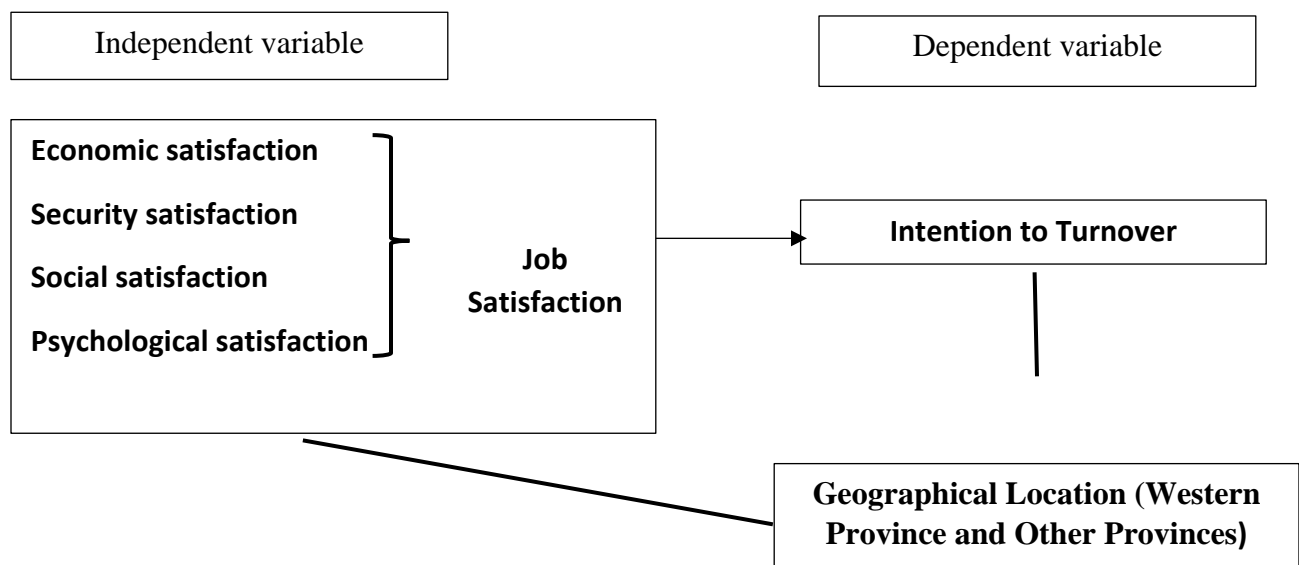 Independent variable
Dependent variable
Economic satisfaction
Security satisfaction
Social satisfaction
Psychological satisfaction
Job
Satisfaction
Intention to Turnover
Geographical Location (Western
Province and Other Provinces)